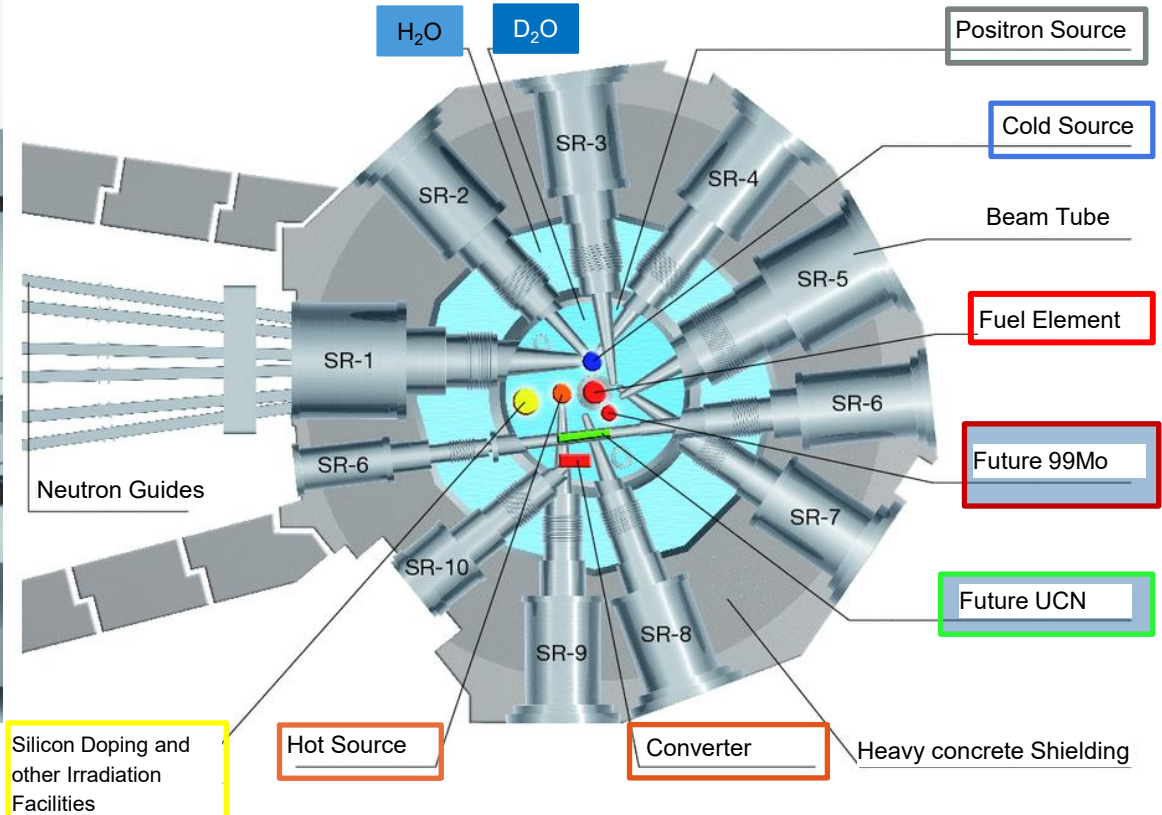 H₂O
D₂O
Positron Source
Cold Source
Beam Tube
Fuel Element
Future 99Mo
Future UCN
Heavy concrete Shielding
Converter
Hot Source
Silicon Doping and
other Irradiation
Facilities
Neutron Guides
SR-1
SR-2
SR-3
SR-4
SR-5
SR-6
SR-7
SR-8
SR-9
SR-10
SR-6